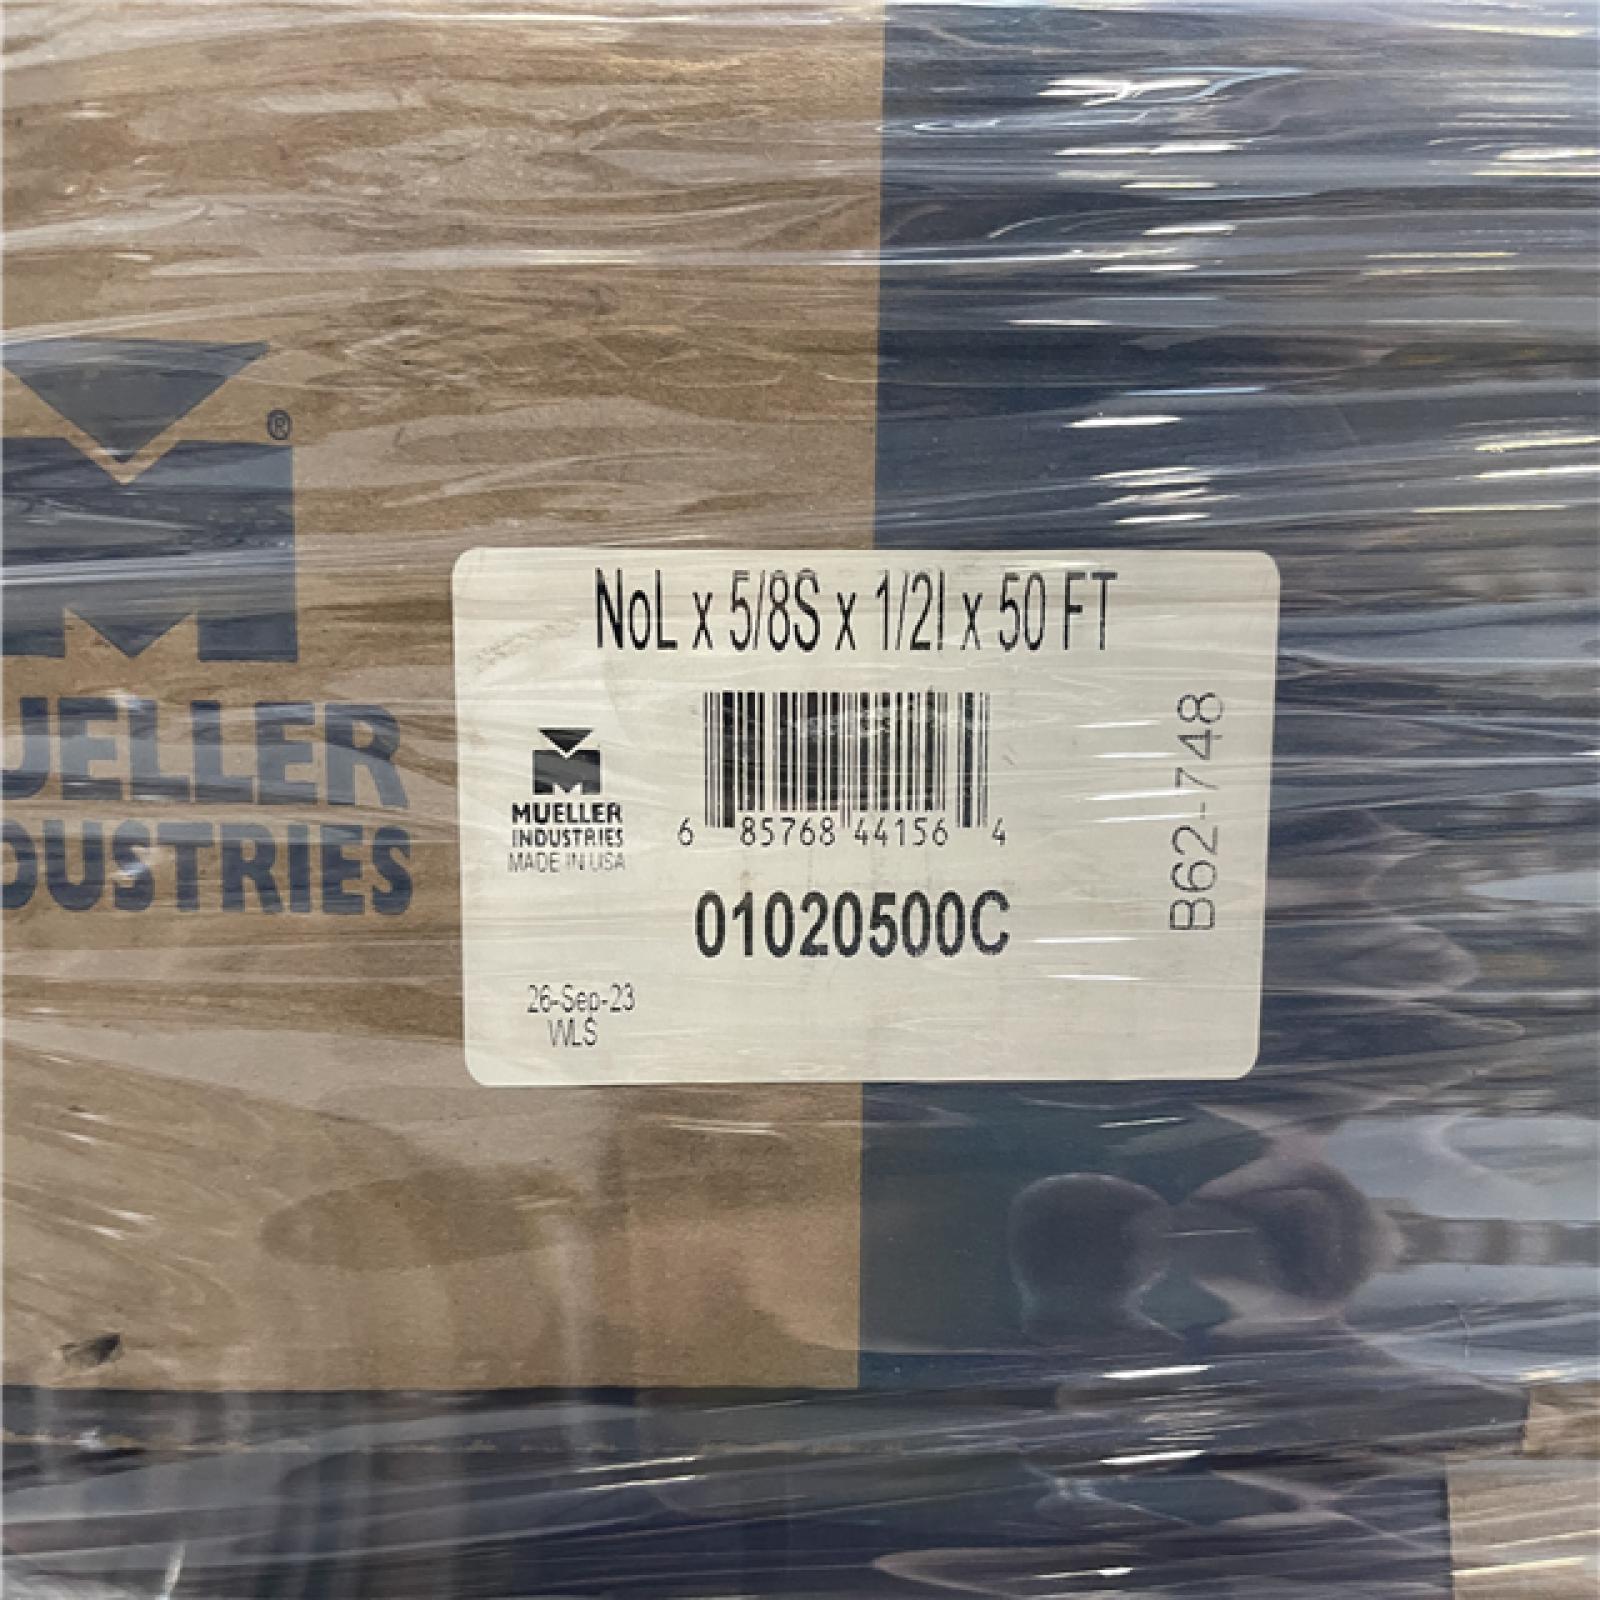 ®
UELLER
DUSTRIES
NoL x 5/8S x 1/2I x 50 FT
MUELLER
INDUSTRIES
MADE IN USA
6 85768 44156 4
01020500C
B62-748
26-Sep-23
WLS